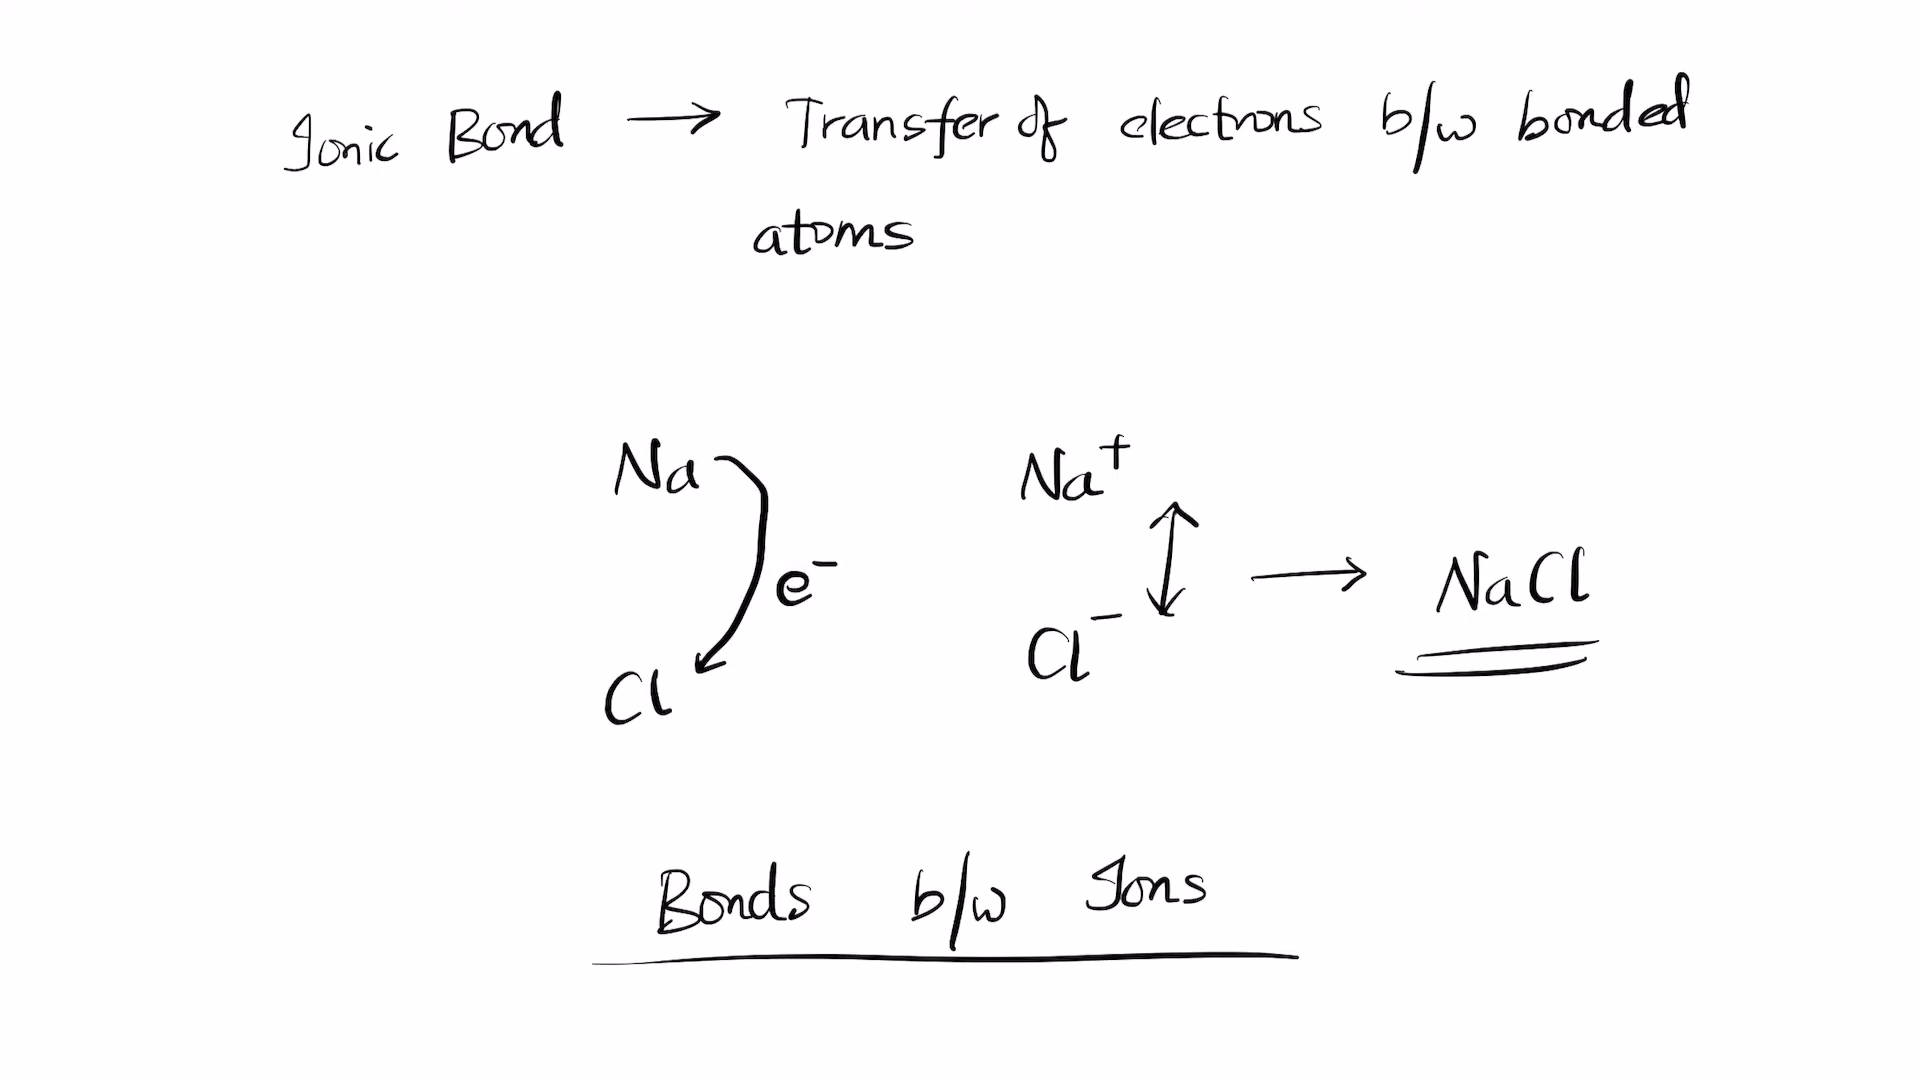 Ionic Bond → Transfer of electrons b/w bonded
atoms
Na Na⁺
e⁻ → NaCl
Cl Cl⁻
Bonds b/w Ions